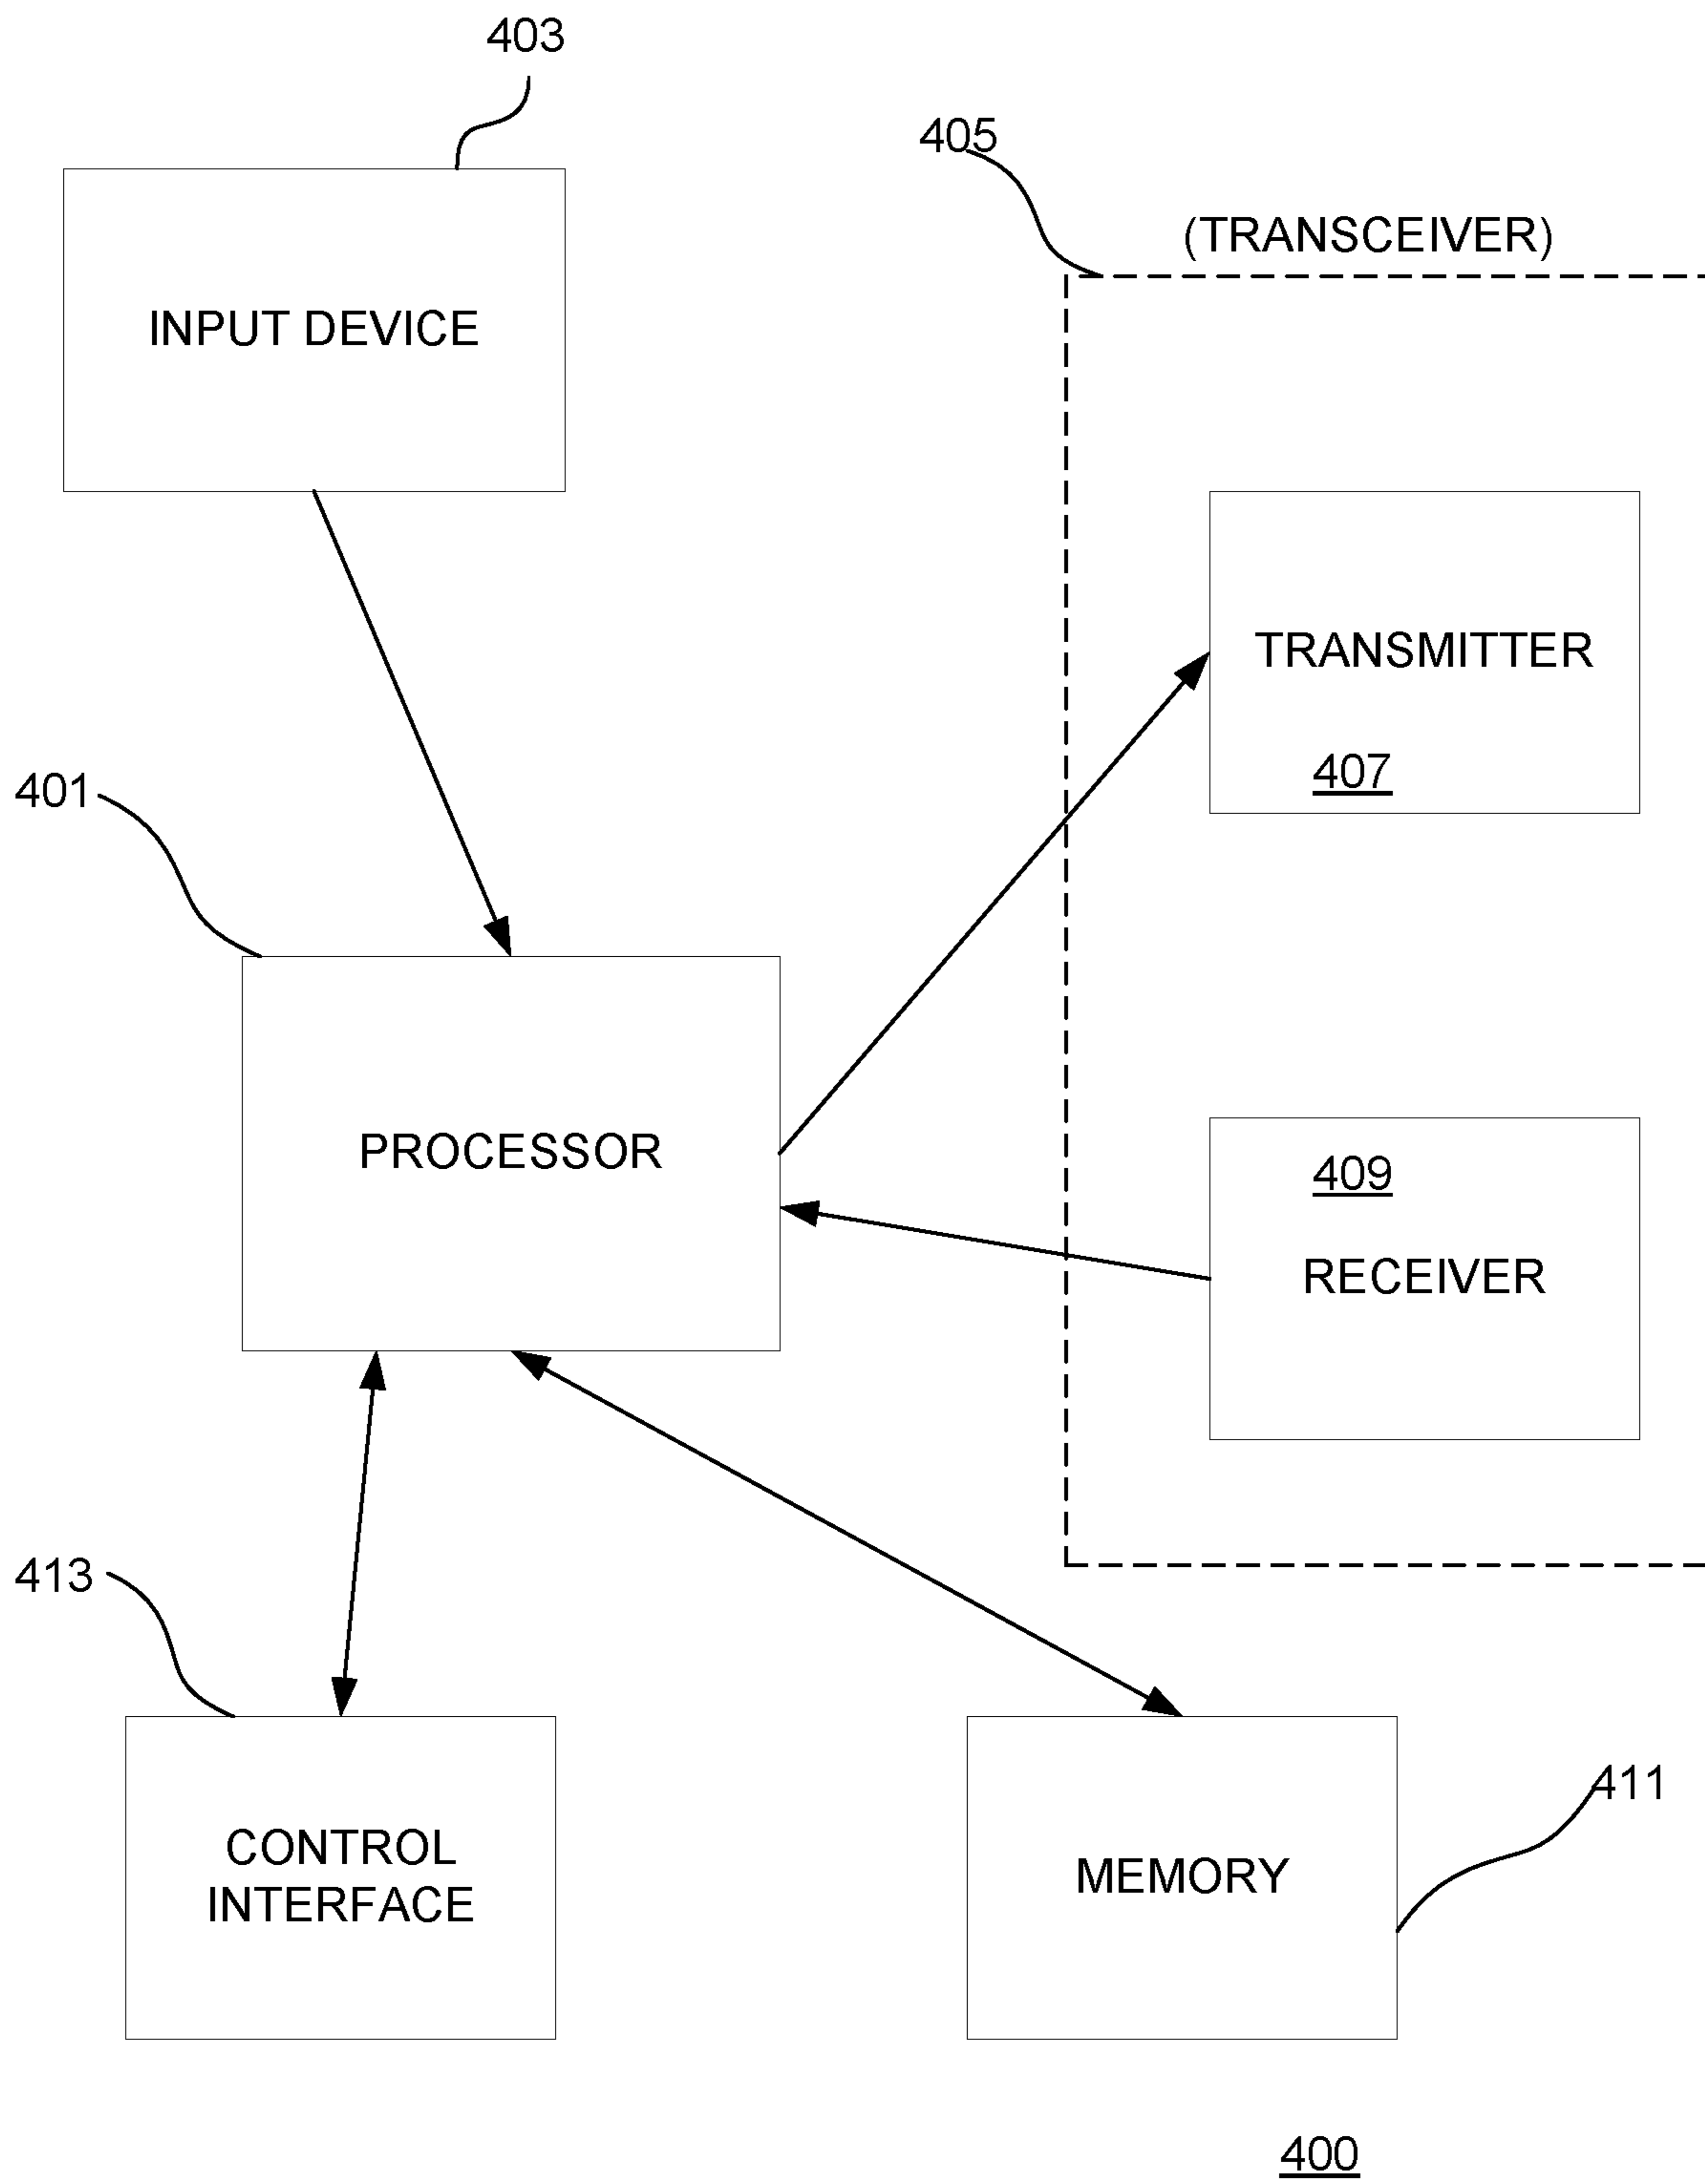 403
405
(TRANSCEIVER)
INPUT DEVICE
TRANSMITTER
407
401
PROCESSOR
409
RECEIVER
413
411
CONTROL
INTERFACE
MEMORY
400